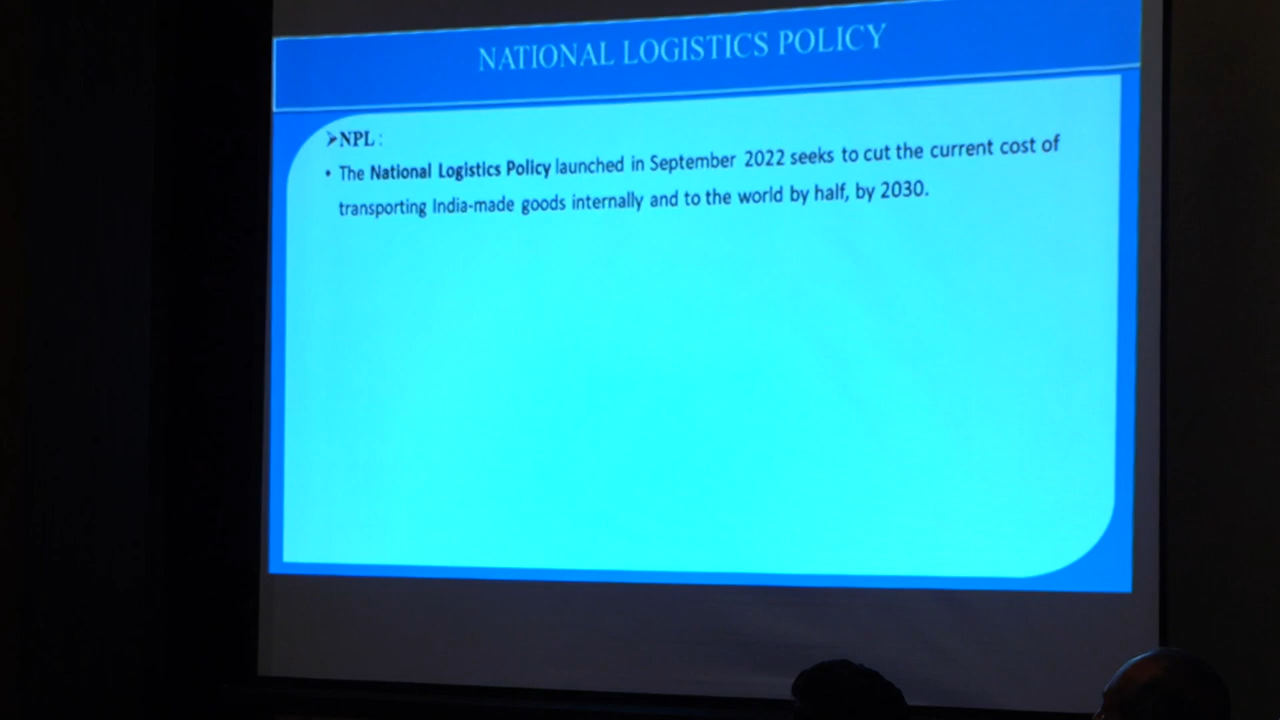 NATIONAL LOGISTICS POLICY
➢NPL :
• The National Logistics Policy launched in September 2022 seeks to cut the current cost of
transporting India-made goods internally and to the world by half, by 2030.